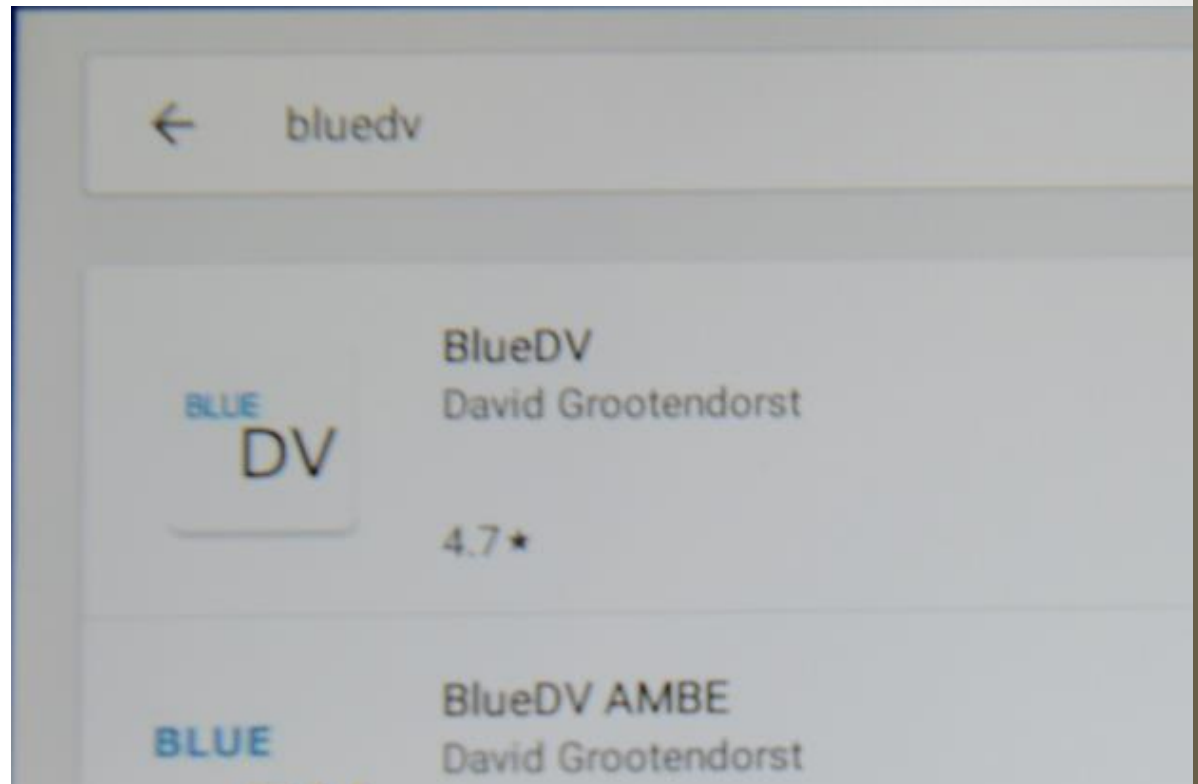 ← bluedv
BlueDV
David Grootendorst
BLUE
DV
4.7★
BlueDV AMBE
David Grootendorst
BLUE